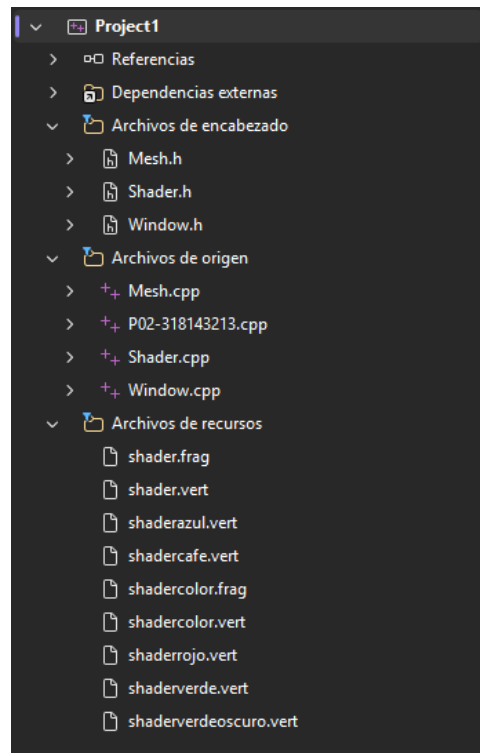 Project1
Referencias
Dependencias externas
Archivos de encabezado
Mesh.h
Shader.h
Window.h
Archivos de origen
Mesh.cpp
P02-318143213.cpp
Shader.cpp
Window.cpp
Archivos de recursos
shader.frag
shader.vert
shaderazul.vert
shadercafe.vert
shadercolor.frag
shadercolor.vert
shaderrojo.vert
shaderverde.vert
shaderverdeoscuro.vert